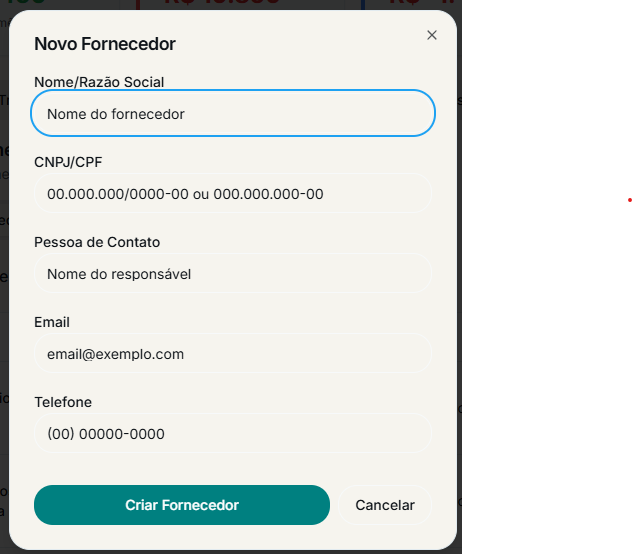 Novo Fornecedor
Nome/Razão Social
Nome do fornecedor
CNPJ/CPF
00.000.000/0000-00 ou 000.000.000-00
Pessoa de Contato
Nome do responsável
Email
email@exemplo.com
Telefone
(00) 00000-0000
Criar Fornecedor
Cancelar